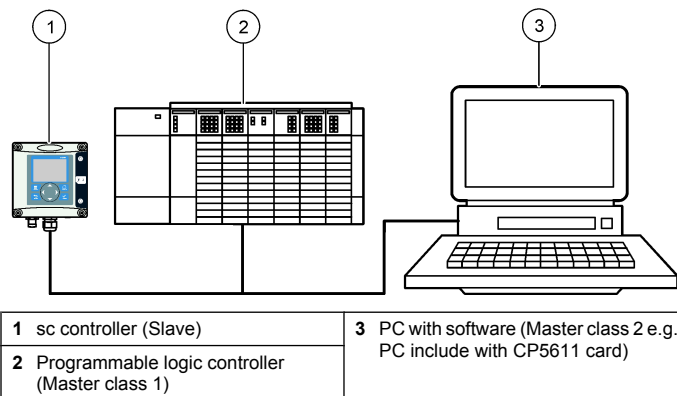 1
2
3
1 sc controller (Slave)
2 Programmable logic controller
(Master class 1)
3 PC with software (Master class 2 e.g.
PC include with CP5611 card)